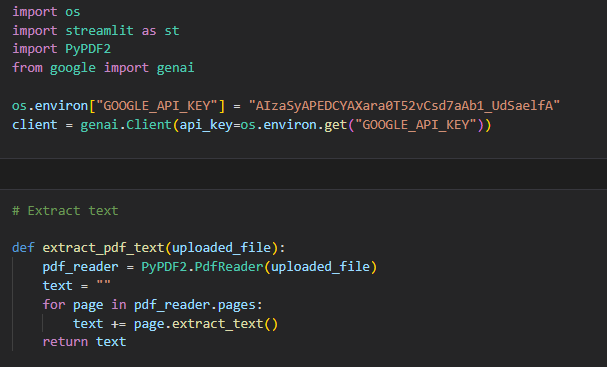 import os
import streamlit as st
import PyPDF2
from google import genai
os.environ["GOOGLE_API_KEY"] = "AIzaSyAPEDCYAXara0T52vCsd7aAb1_UdSaelfA"
client = genai.Client(api_key=os.environ.get("GOOGLE_API_KEY"))
# Extract text
def extract_pdf_text(uploaded_file):
    pdf_reader = PyPDF2.PdfReader(uploaded_file)
    text = ""
    for page in pdf_reader.pages:
        text += page.extract_text()
    return text